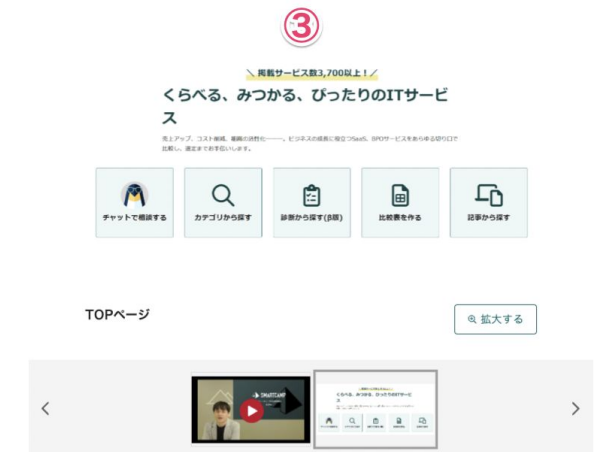 ③
＼ 掲載サービス数3,700以上！／
くらべる、みつかる、ぴったりのITサービ
ス
売上アップ、コスト削減、組織の活性化――、ビジネスの成長に役立つSaaS、BPOサービスをあらゆる切り口で
比較し、選定までお手伝いします。
チャットで相談する
カテゴリから探す
診断から探す(β版)
比較表を作る
記事から探す
TOPページ
拡大する
SMARTCAMP
くらべる、みつかる、ぴったりのITサービ
ス